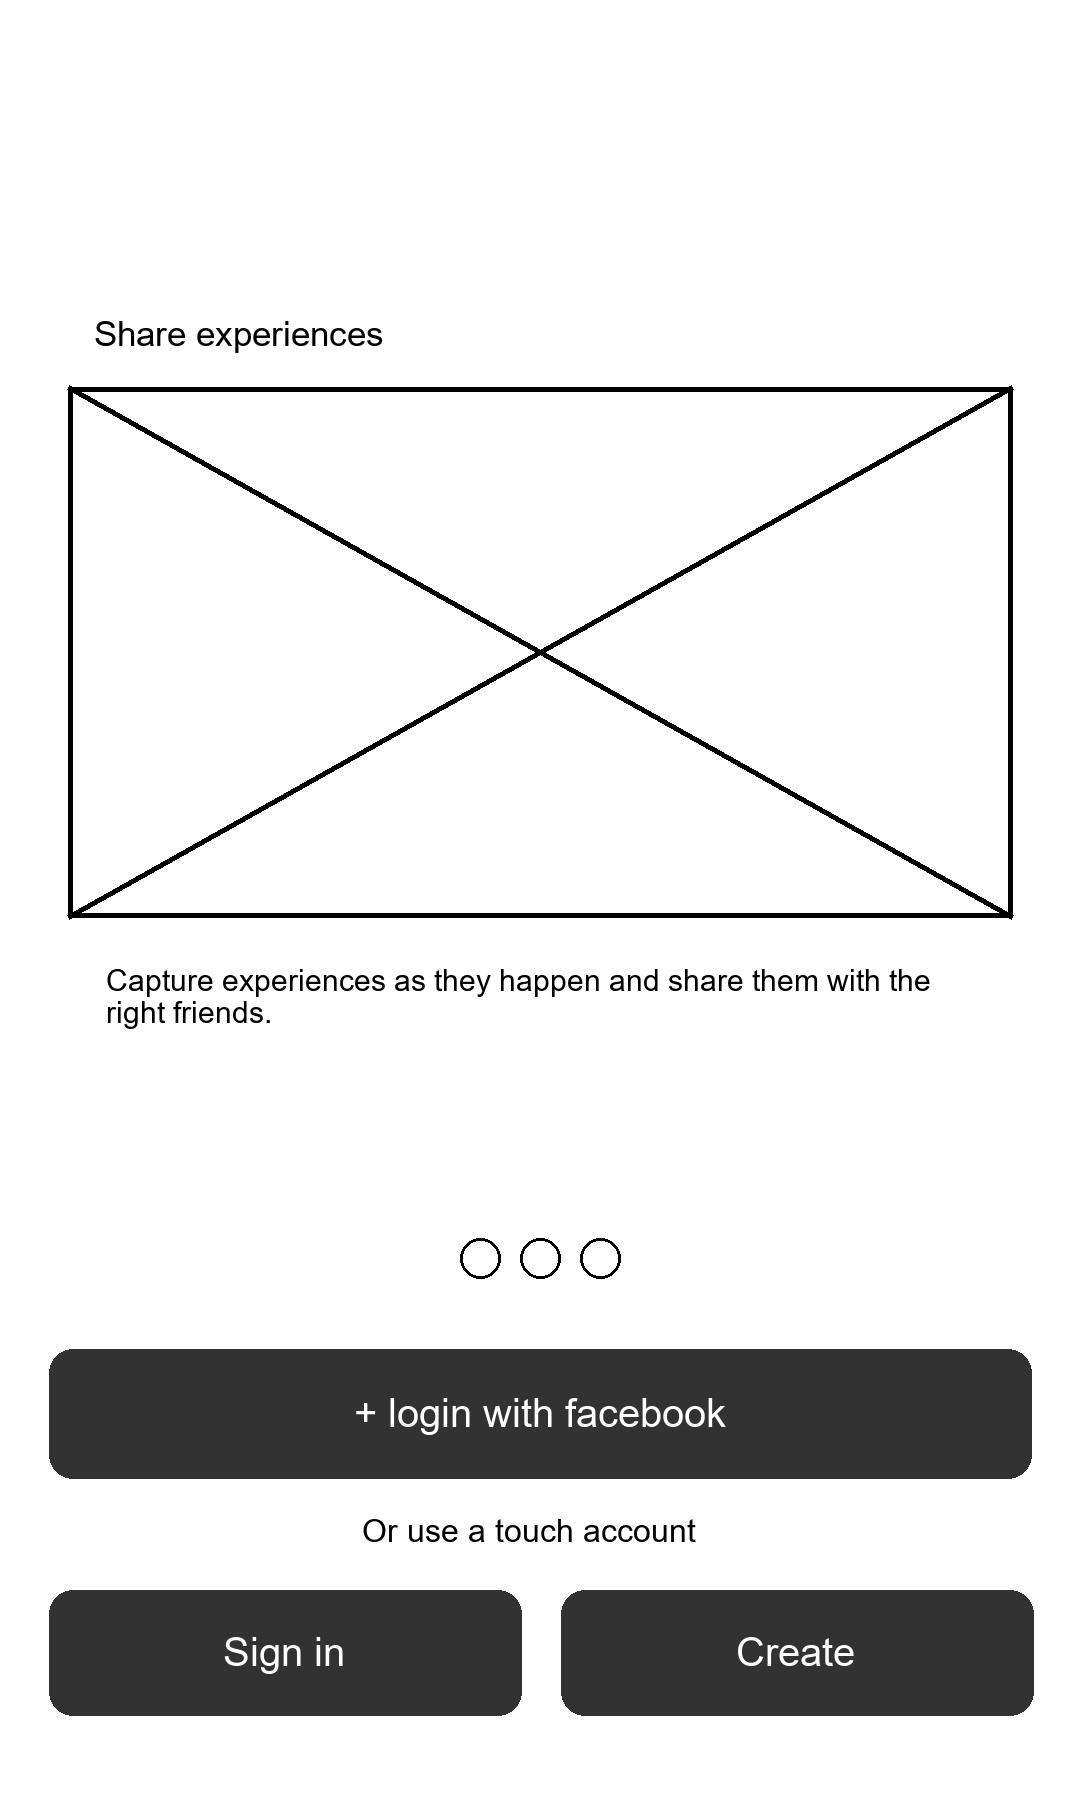 Share experiences
Capture experiences as they happen and share them with the
right friends.
+ login with facebook
Or use a touch account
Sign in
Create